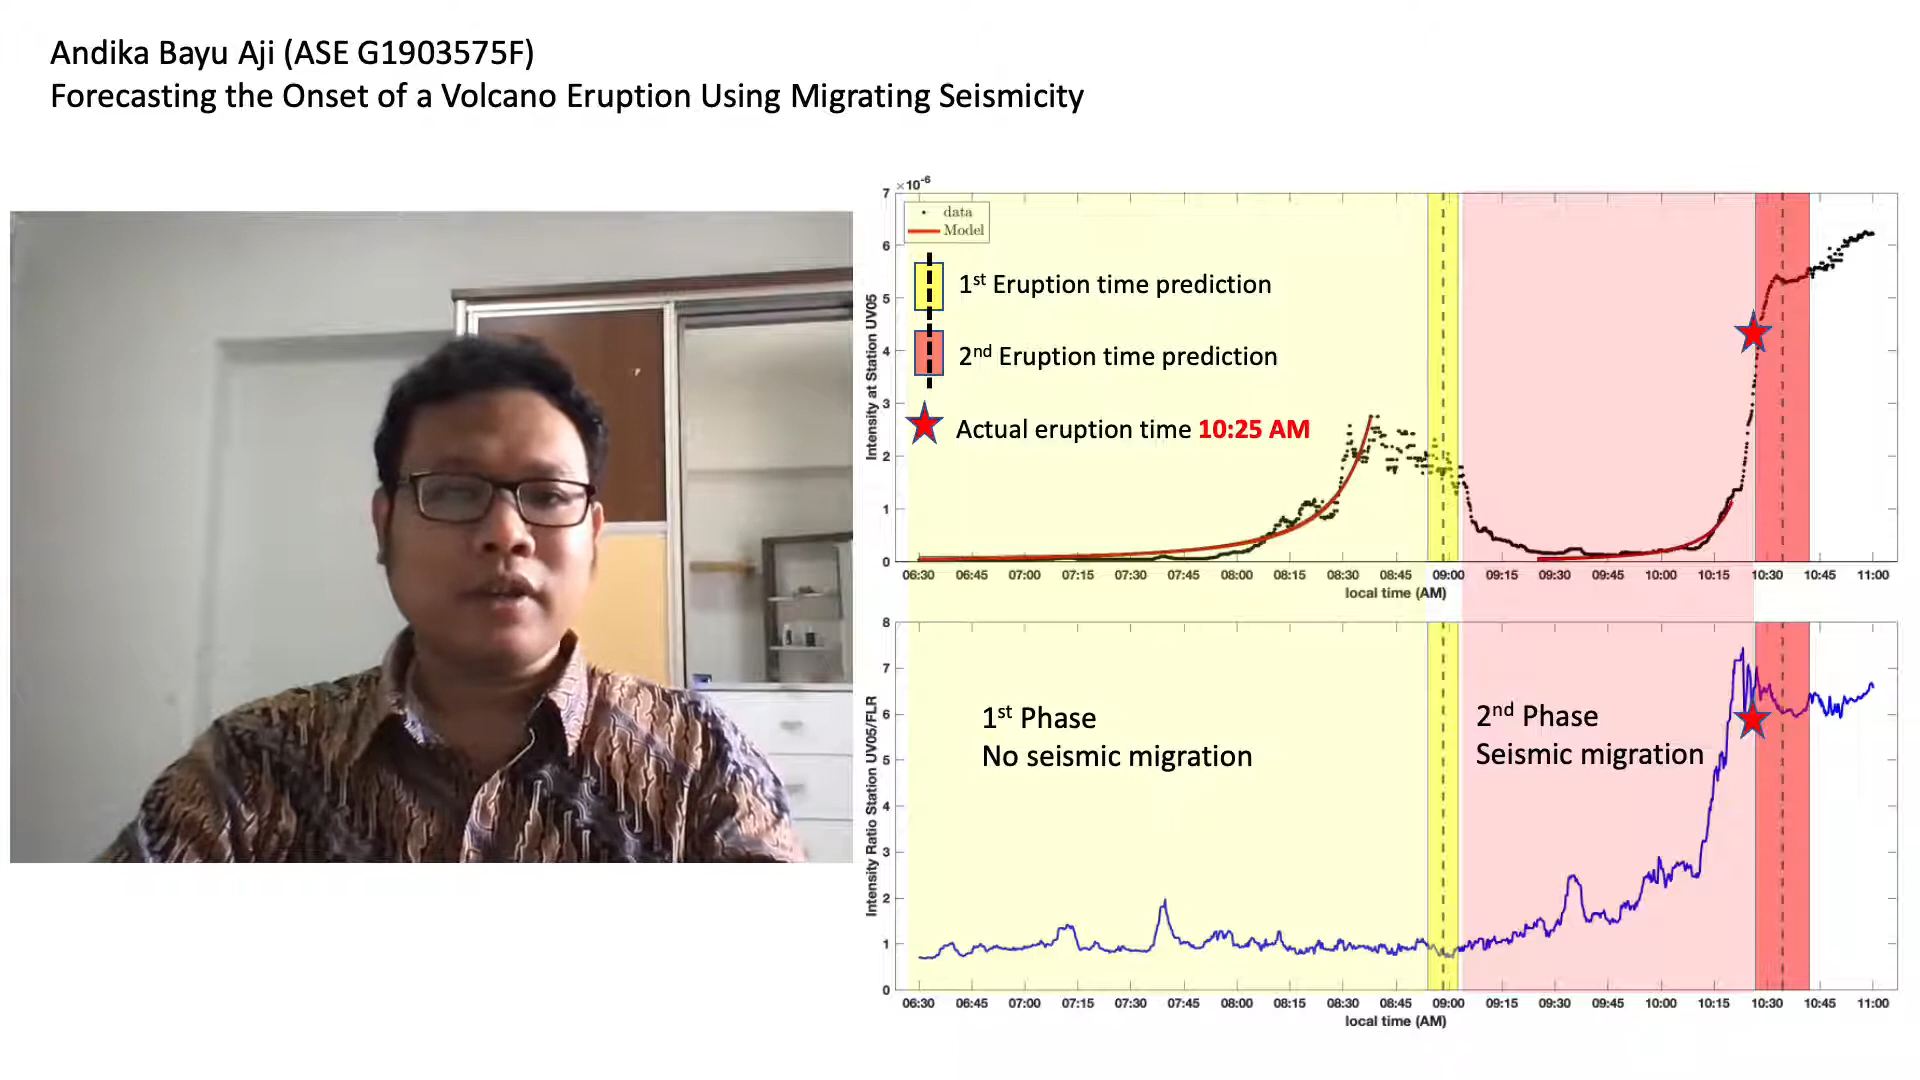 Andika Bayu Aji (ASE G1903575F)
Forecasting the Onset of a Volcano Eruption Using Migrating Seismicity
×10⁻⁶
7
6
5
4
3
2
1
0
Intensity at Station UV05
data
Model
1st Eruption time prediction
2nd Eruption time prediction
Actual eruption time 10:25 AM
06:30 06:45 07:00 07:15 07:30 07:45 08:00 08:15 08:30 08:45 09:00 09:15 09:30 09:45 10:00 10:15 10:30 10:45 11:00
local time (AM)
8
7
6
5
4
3
2
1
0
Intensity Ratio Station UV05/FLR
1st Phase
No seismic migration
2nd Phase
Seismic migration
06:30 06:45 07:00 07:15 07:30 07:45 08:00 08:15 08:30 08:45 09:00 09:15 09:30 09:45 10:00 10:15 10:30 10:45 11:00
local time (AM)